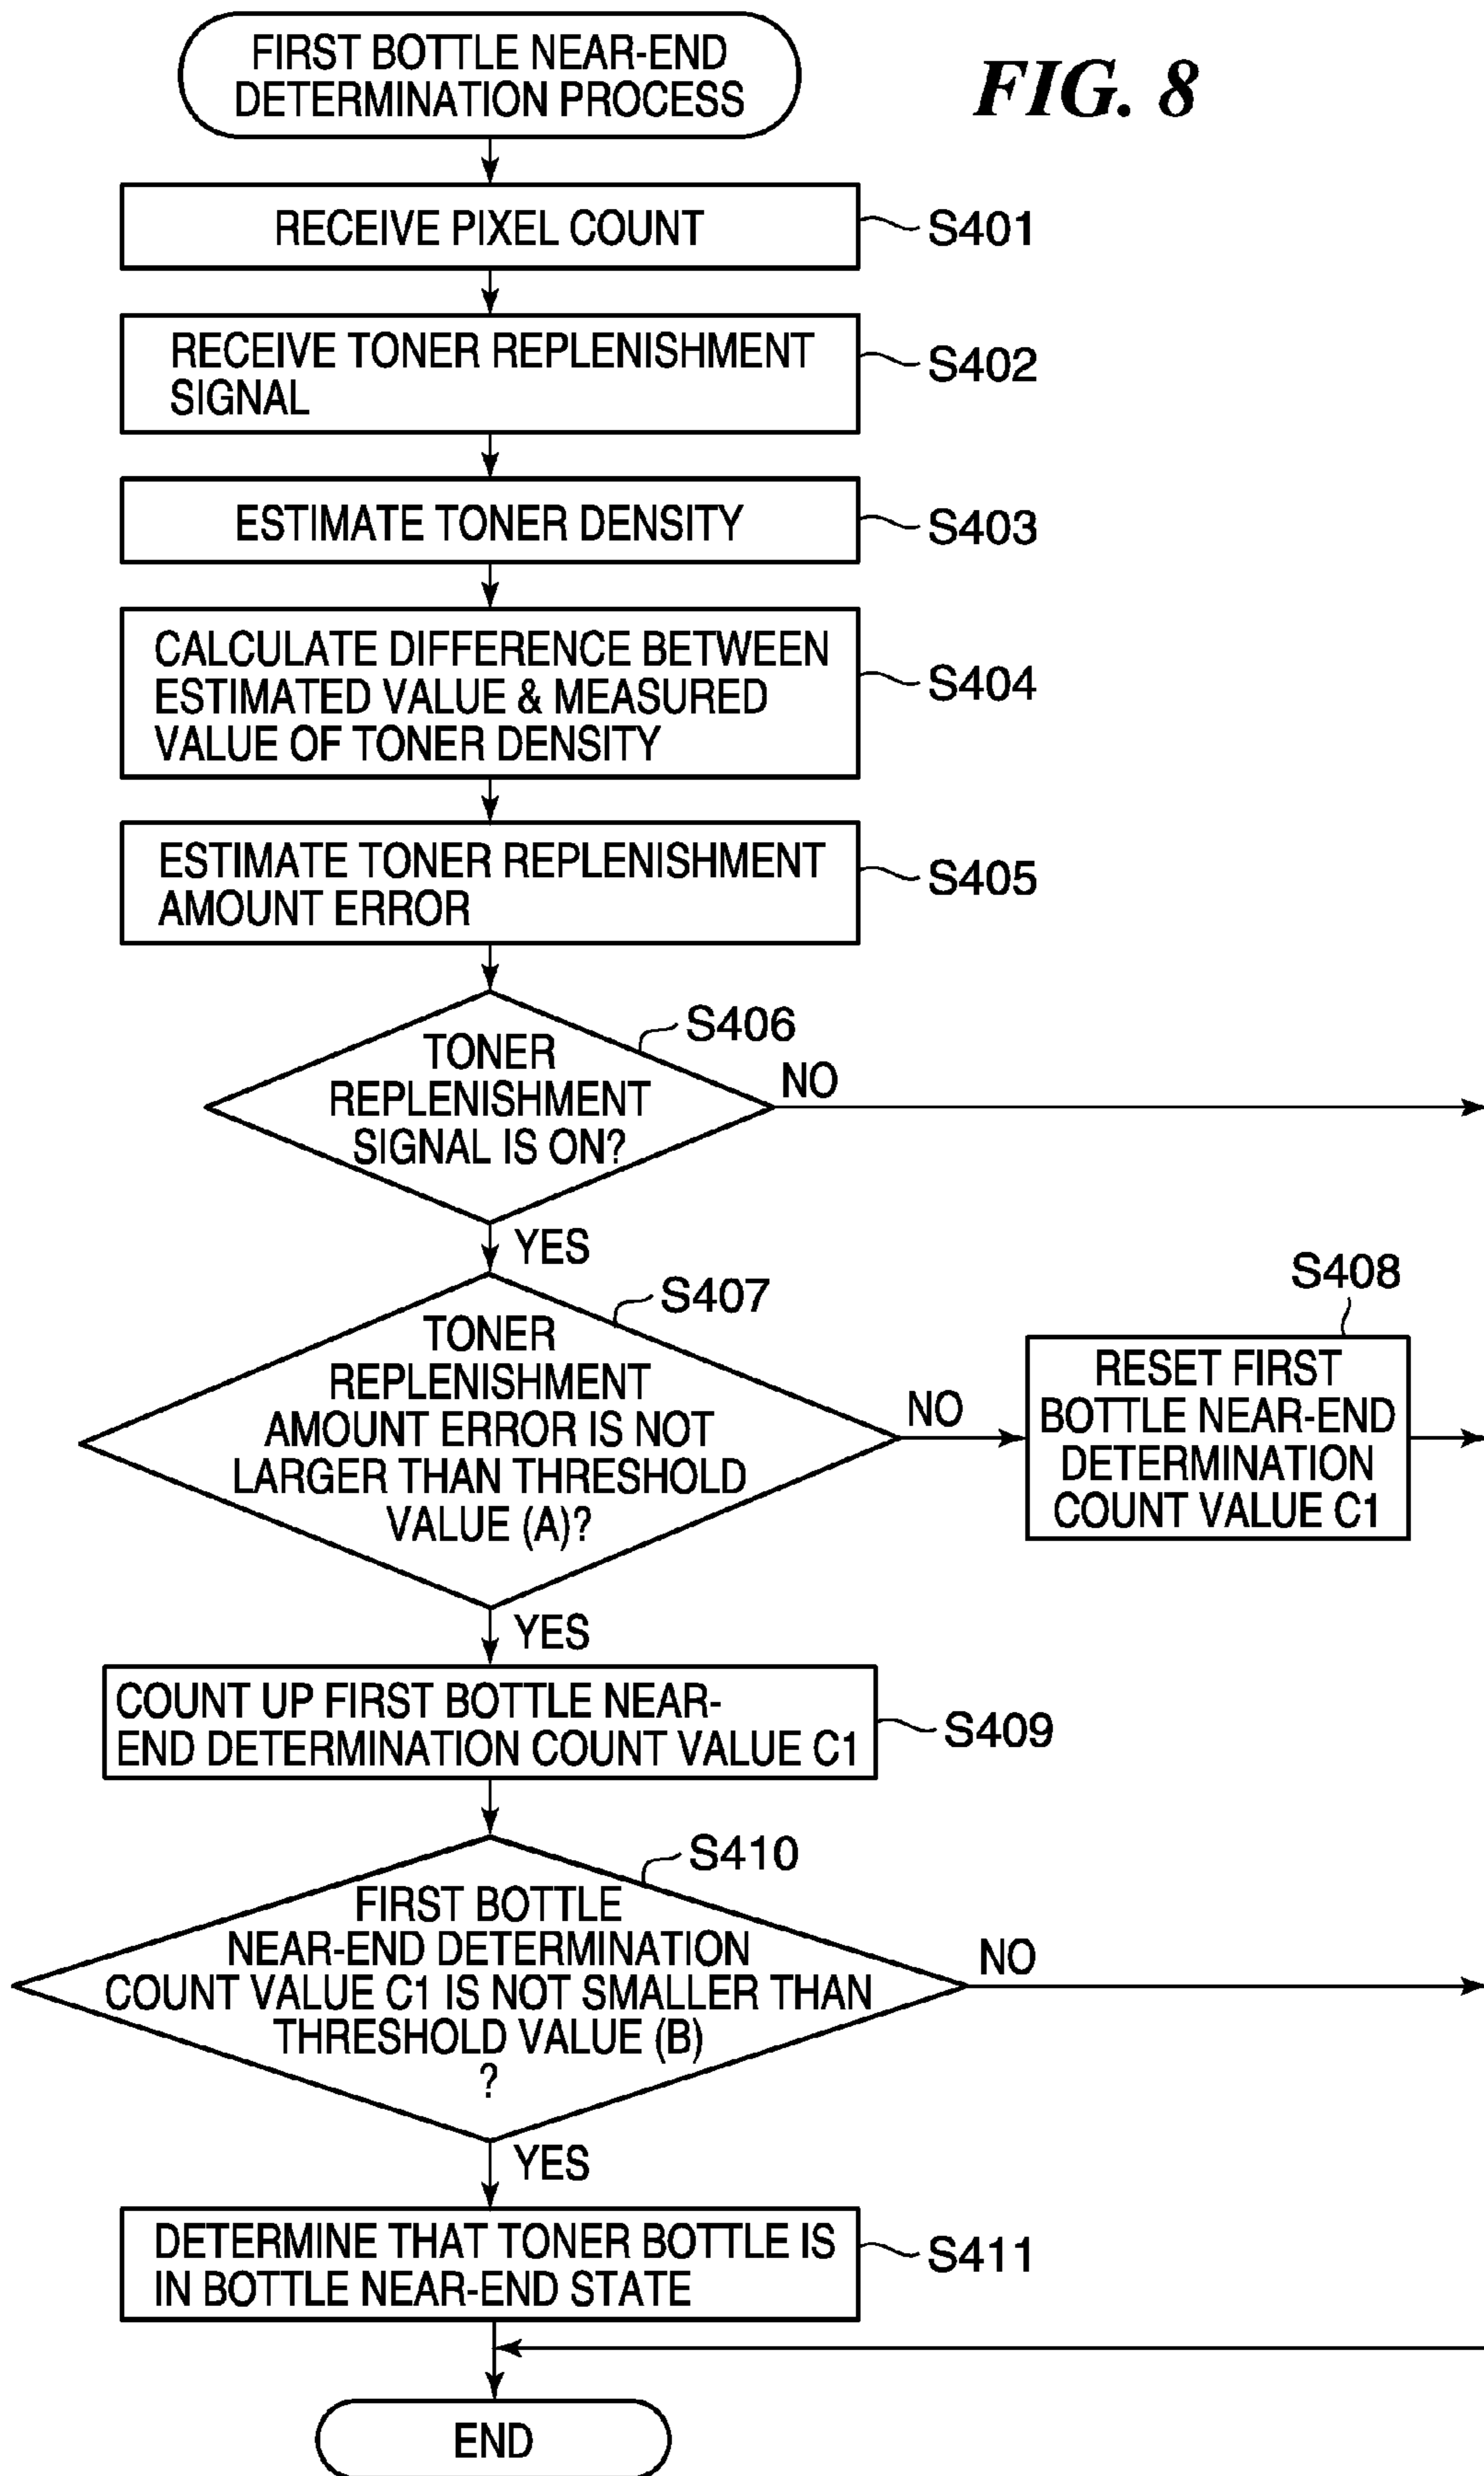 FIG. 8
FIRST BOTTLE NEAR-END
DETERMINATION PROCESS
RECEIVE PIXEL COUNT
S401
RECEIVE TONER REPLENISHMENT
SIGNAL
S402
ESTIMATE TONER DENSITY
S403
CALCULATE DIFFERENCE BETWEEN
ESTIMATED VALUE & MEASURED
VALUE OF TONER DENSITY
S404
ESTIMATE TONER REPLENISHMENT
AMOUNT ERROR
S405
S406
TONER
REPLENISHMENT
SIGNAL IS ON?
NO
YES
S407
TONER
REPLENISHMENT
AMOUNT ERROR IS NOT
LARGER THAN THRESHOLD
VALUE (A)?
NO
S408
RESET FIRST
BOTTLE NEAR-END
DETERMINATION
COUNT VALUE C1
YES
COUNT UP FIRST BOTTLE NEAR-
END DETERMINATION COUNT VALUE C1
S409
S410
FIRST BOTTLE
NEAR-END DETERMINATION
COUNT VALUE C1 IS NOT SMALLER THAN
THRESHOLD VALUE (B)
?
NO
YES
DETERMINE THAT TONER BOTTLE IS
IN BOTTLE NEAR-END STATE
S411
END